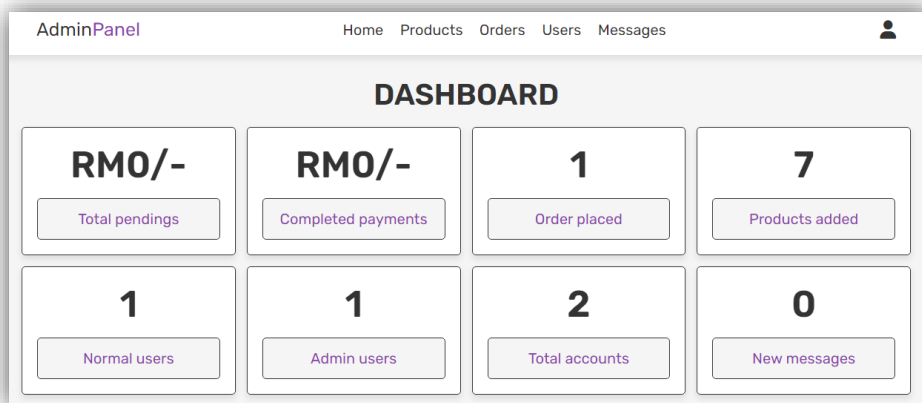 AdminPanel Home Products Orders Users Messages
DASHBOARD
RM0/- RM0/- 1 7
Total pendings Completed payments Order placed Products added
1 1 2 0
Normal users Admin users Total accounts New messages